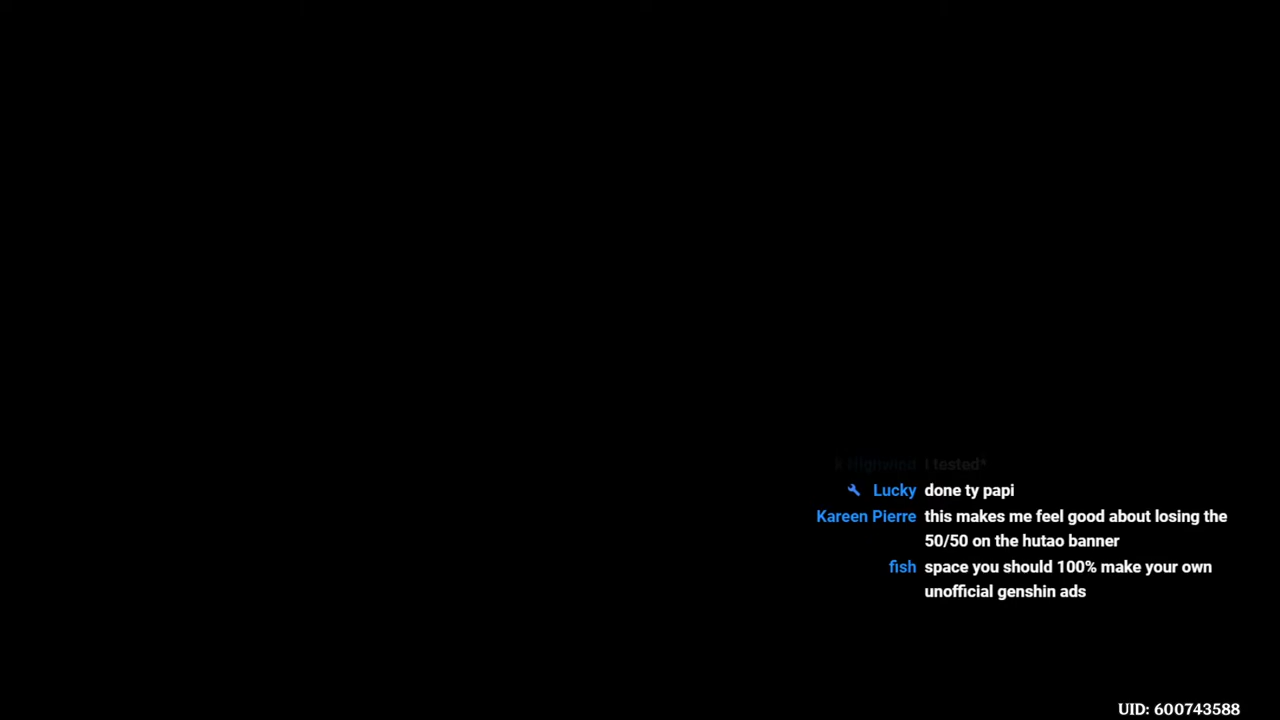 I tested*
Lucky done ty papi
Kareen Pierre this makes me feel good about losing the
50/50 on the hutao banner
fish space you should 100% make your own
unofficial genshin ads
UID: 600743588